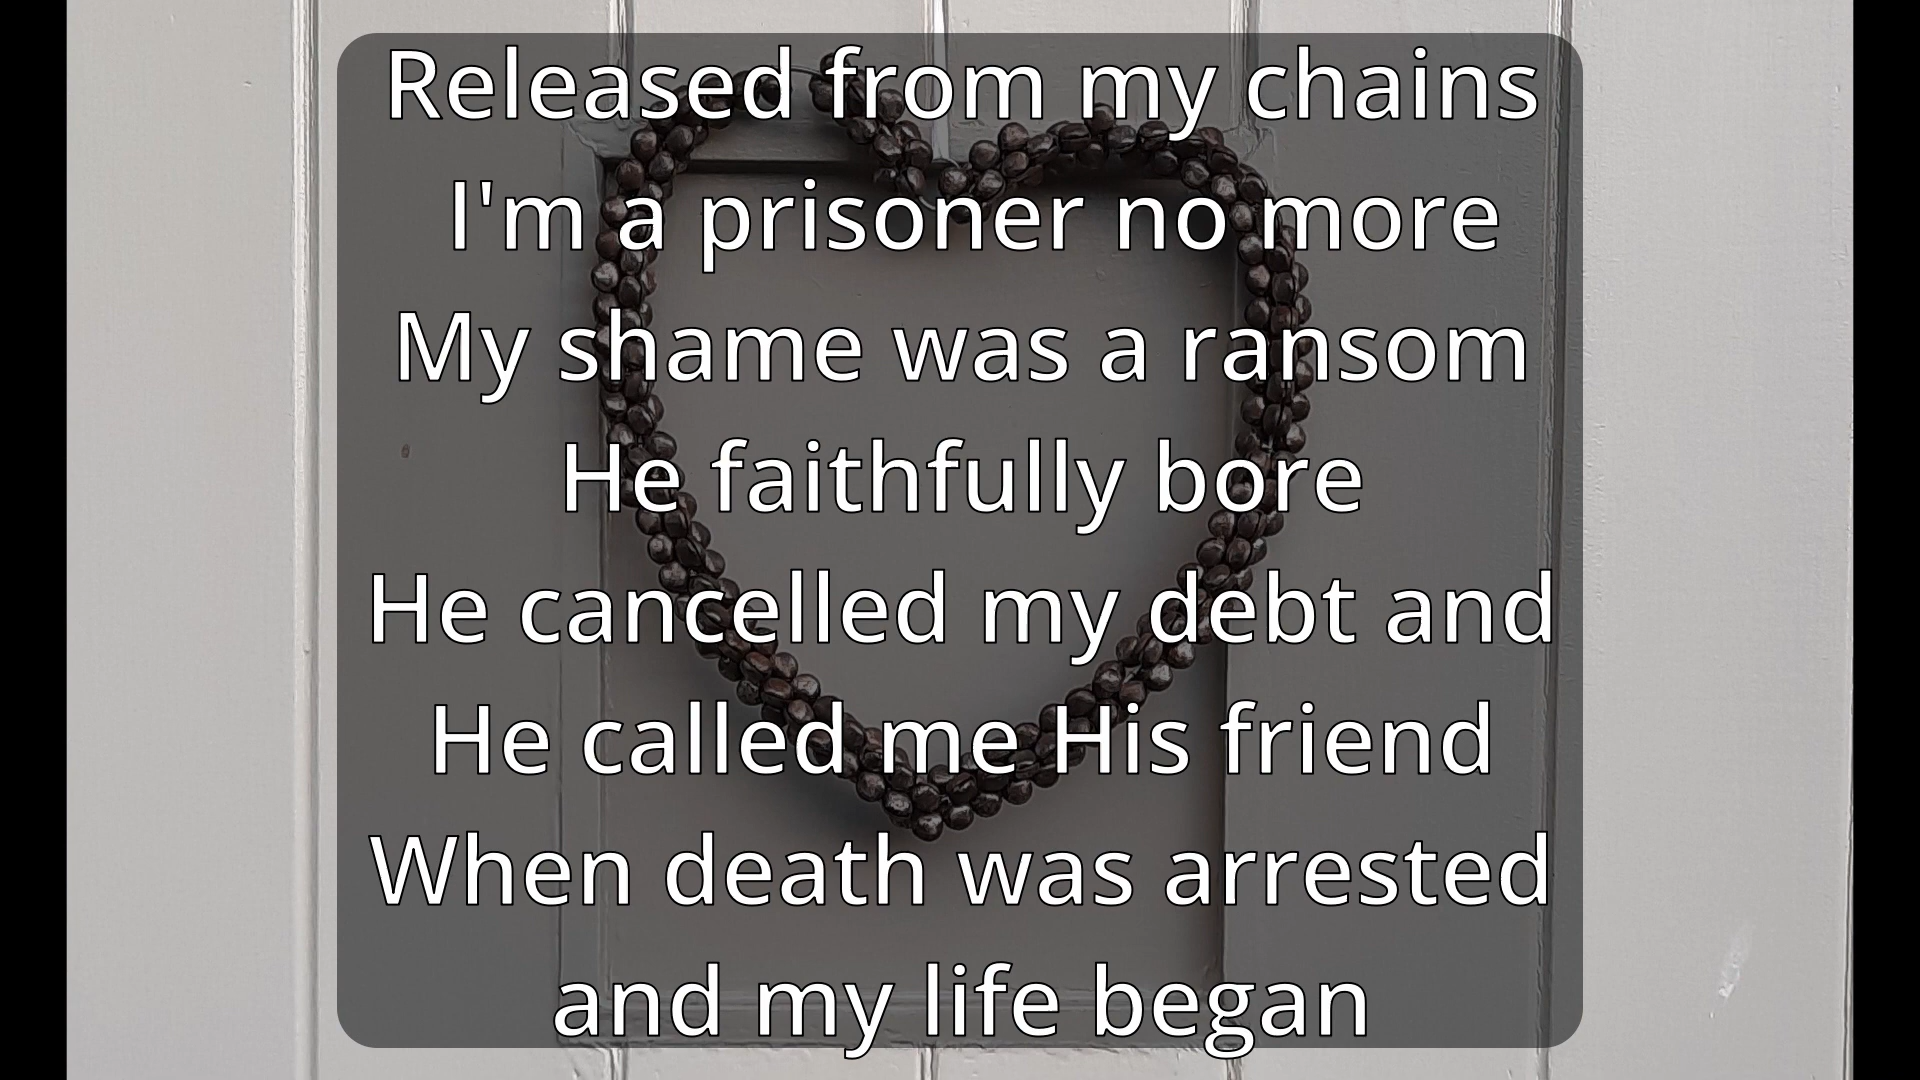 Released from my chains
I'm a prisoner no more
My shame was a ransom
He faithfully bore
He cancelled my debt and
He called me His friend
When death was arrested
and my life began